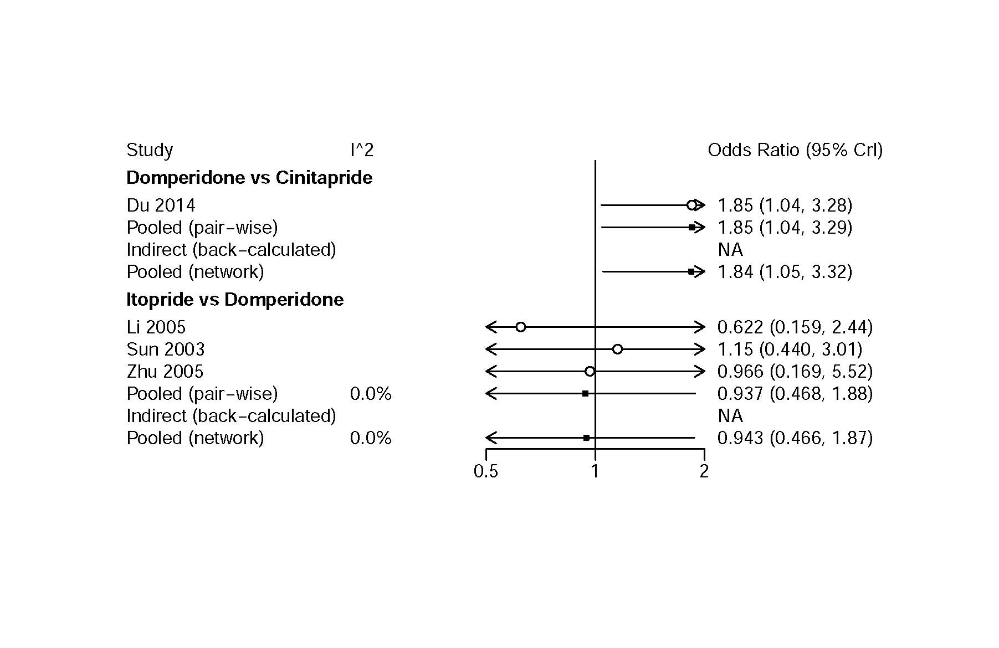 Study I^2 Odds Ratio (95% CrI)
Domperidone vs Cinitapride
Du 2014 1.85 (1.04, 3.28)
Pooled (pair−wise) 1.85 (1.04, 3.29)
Indirect (back−calculated) NA
Pooled (network) 1.84 (1.05, 3.32)
Itopride vs Domperidone
Li 2005 0.622 (0.159, 2.44)
Sun 2003 1.15 (0.440, 3.01)
Zhu 2005 0.966 (0.169, 5.52)
Pooled (pair−wise) 0.0% 0.937 (0.468, 1.88)
Indirect (back−calculated) NA
Pooled (network) 0.0% 0.943 (0.466, 1.87)
0.5 1 2